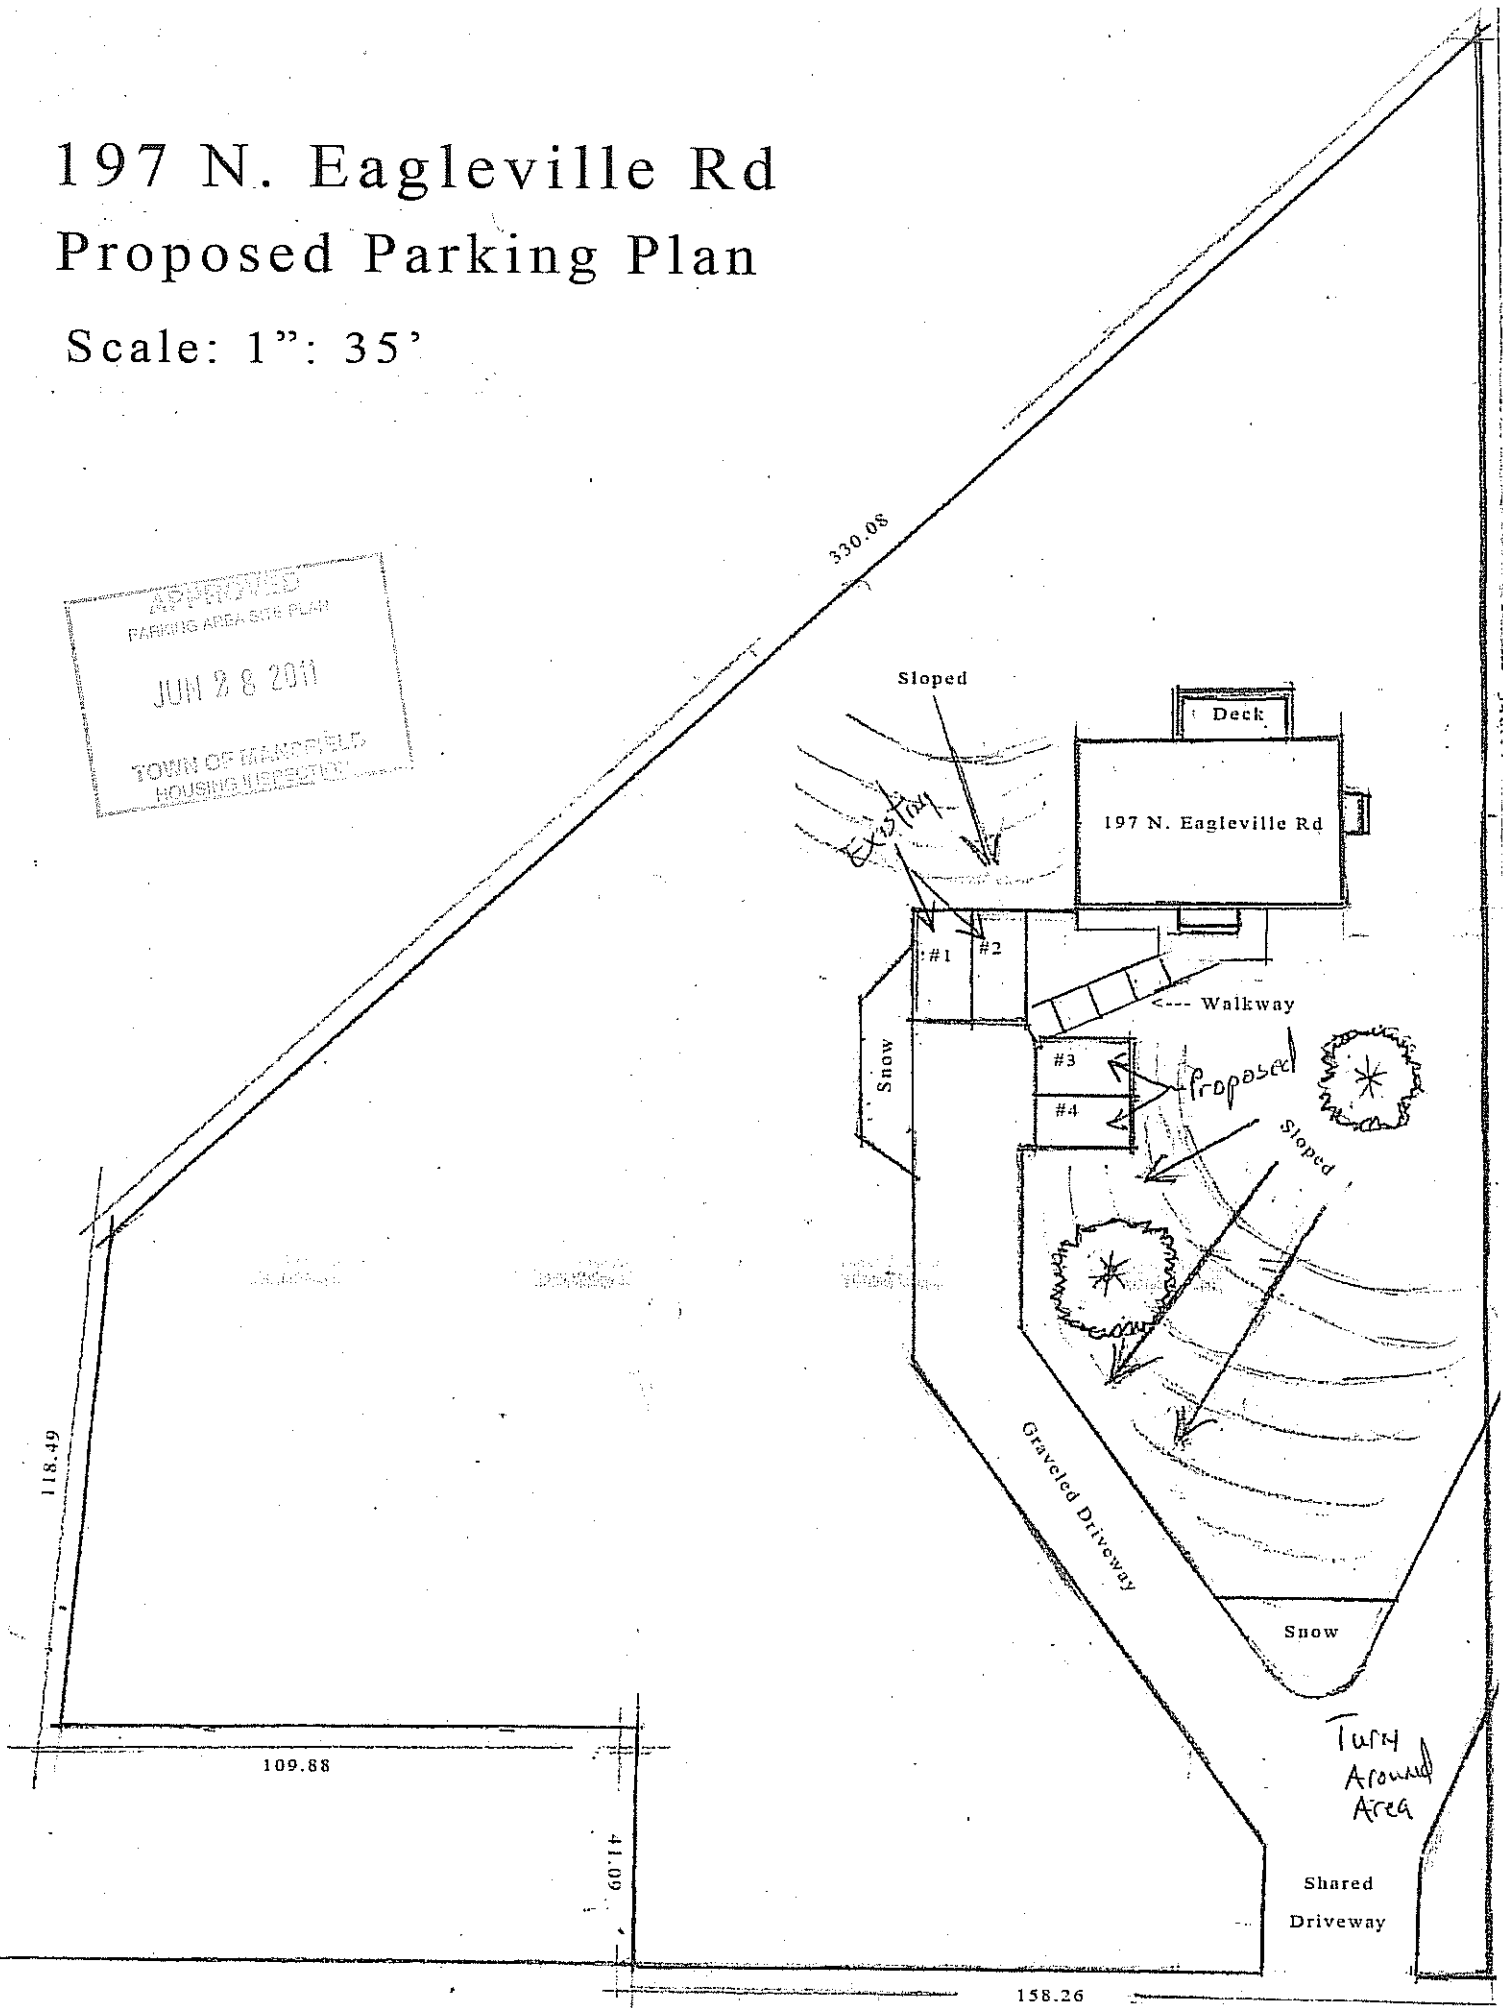 197 N. Eagleville Rd
Proposed Parking Plan
Scale: 1”: 35’
330.08
APPROVED
PARKING AREA SITE PLAN
JUN 28 2011
TOWN OF MANSFIELD
HOUSING INSPECTION
Sloped
Deck
Existing
197 N. Eagleville Rd
#1
#2
<--- Walkway
Snow
#3
Proposed
#4
Sloped
118.49
Graveled Driveway
Snow
Turn
Around
Area
109.88
41.09
Shared
Driveway
158.26